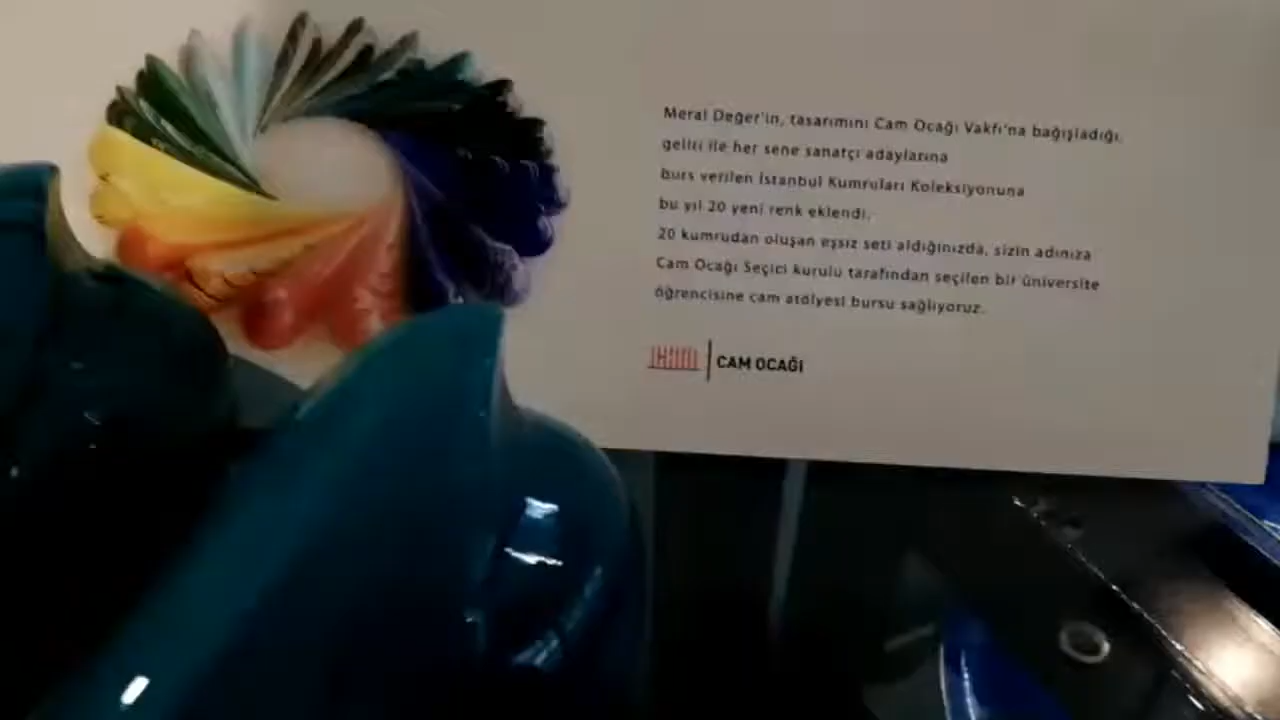 Meral Değer'in, tasarımını Cam Ocağı Vakfı'na bağışladığı,
geliri ile her sene sanatçı adaylarına
burs verilen İstanbul Kumruları Koleksiyonuna
bu yıl 20 yeni renk eklendi.
20 kumrudan oluşan eşsiz seti aldığınızda, sizin adınıza
Cam Ocağı Seçici kurulu tarafından seçilen bir üniversite
öğrencisine cam atölyesi bursu sağlıyoruz.
CAM OCAĞI